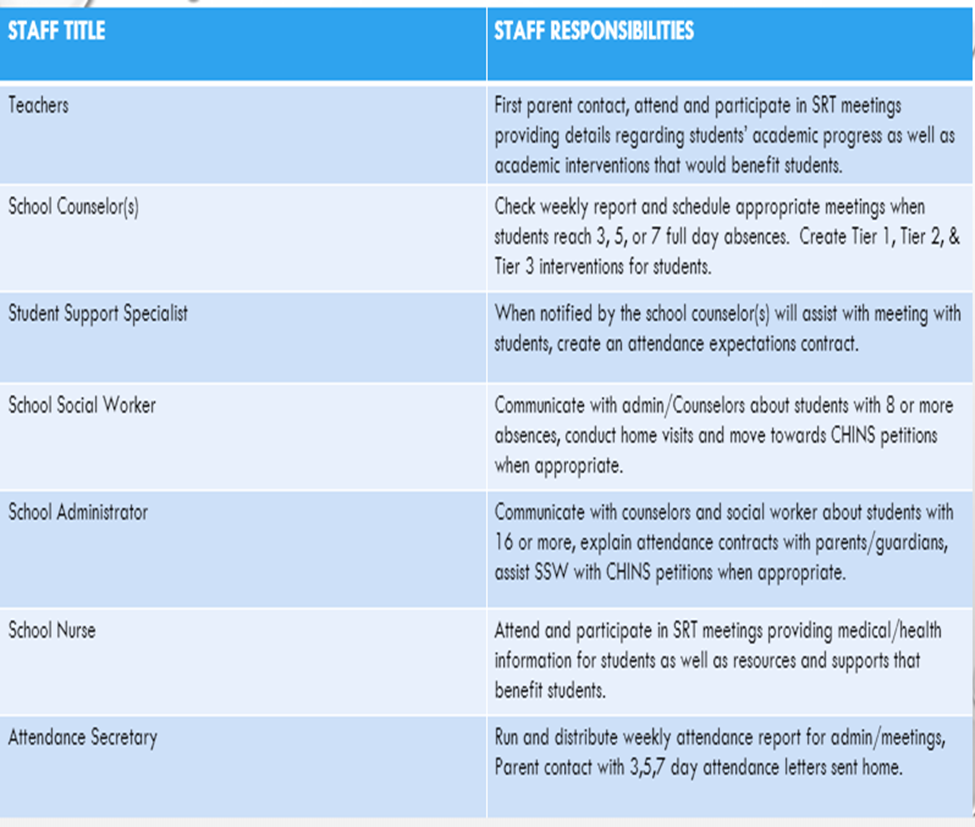 STAFF TITLE
STAFF RESPONSIBILITIES
Teachers
First parent contact, attend and participate in SRT meetings
providing details regarding students' academic progress as well as
academic interventions that would benefit students.
School Counselor(s)
Check weekly report and schedule appropriate meetings when
students reach 3, 5, or 7 full day absences.  Create Tier 1, Tier 2, &
Tier 3 interventions for students.
Student Support Specialist
When notified by the school counselor(s) will assist with meeting with
students, create an attendance expectations contract.
School Social Worker
Communicate with admin/Counselors about students with 8 or more
absences, conduct home visits and move towards CHINS petitions
when appropriate.
School Administrator
Communicate with counselors and social worker about students with
16 or more, explain attendance contracts with parents/guardians,
assist SSW with CHINS petitions when appropriate.
School Nurse
Attend and participate in SRT meetings providing medical/health
information for students as well as resources and supports that
benefit students.
Attendance Secretary
Run and distribute weekly attendance report for admin/meetings,
Parent contact with 3,5,7 day attendance letters sent home.